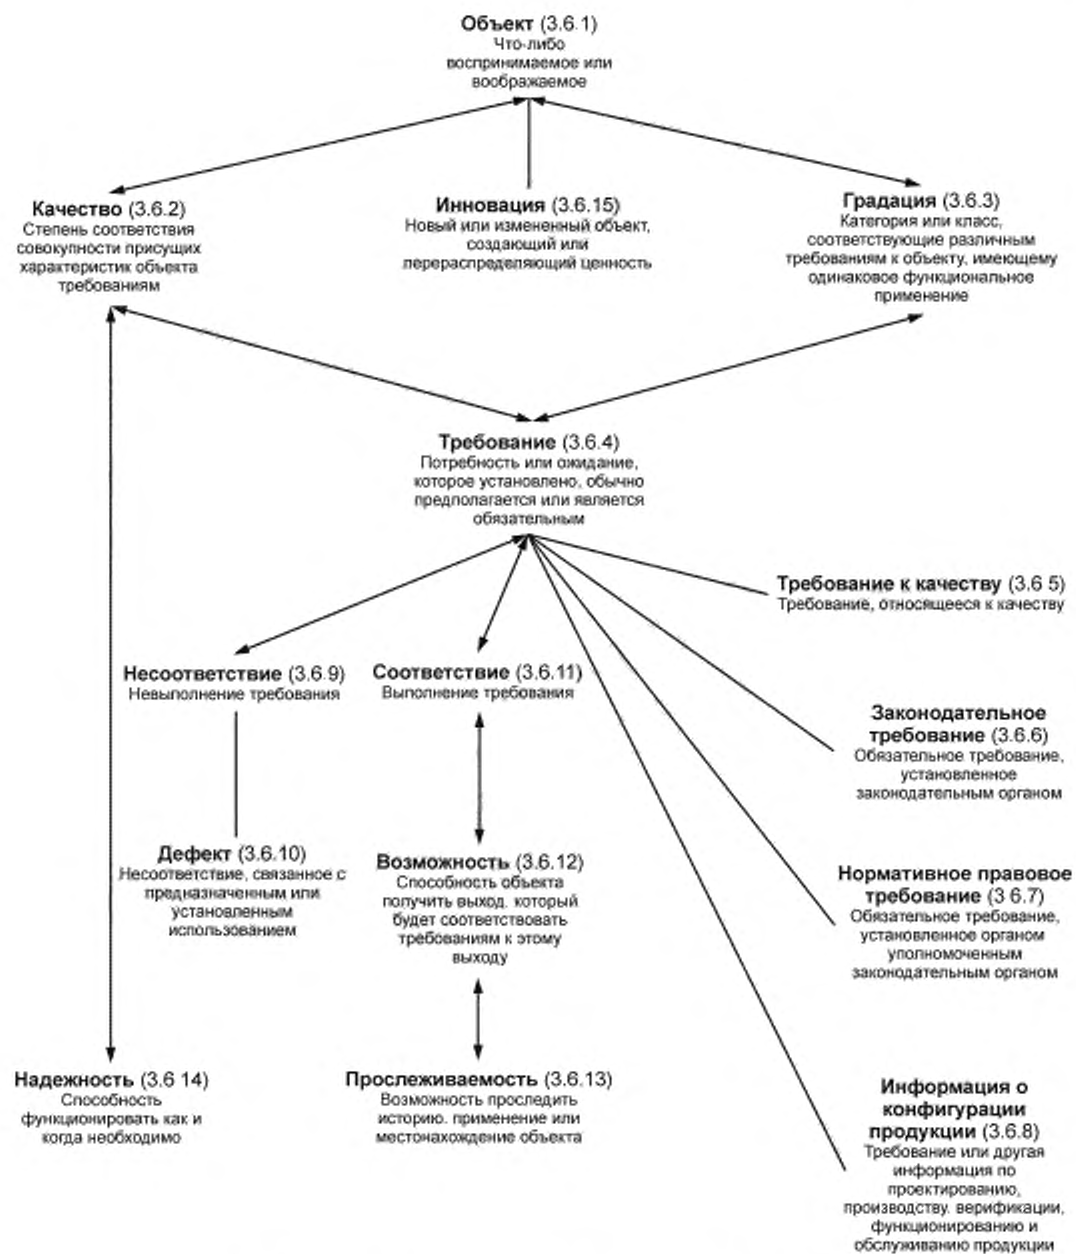 Объект (3.6.1)
Что-либо
воспринимаемое или
воображаемое
Качество (3.6.2)
Степень соответствия
совокупности присущих
характеристик объекта
требованиям
Инновация (3.6.15)
Новый или измененный объект,
создающий или
перераспределяющий ценность
Градация (3.6.3)
Категория или класс,
соответствующие различным
требованиям к объекту, имеющему
одинаковое функциональное
применение
Требование (3.6.4)
Потребность или ожидание,
которое установлено, обычно
предполагается или является
обязательным
Требование к качеству (3.6 5)
Требование, относящееся к качеству
Несоответствие (3.6.9)
Невыполнение требования
Соответствие (3.6.11)
Выполнение требования
Законодательное
требование (3.6.6)
Обязательное требование,
установленное
законодательным органом
Дефект (3.6.10)
Несоответствие, связанное с
предназначенным или
установленным
использованием
Возможность (3.6.12)
Способность объекта
получить выход. который
будет соответствовать
требованиям к этому
выходу
Нормативное правовое
требование (3 6.7)
Обязательное требование,
установленное органом
уполномоченным
законодательным органом
Надежность (3.6 14)
Способность
функционировать как и
когда необходимо
Прослеживаемость (3.6.13)
Возможность проследить
историю. применение или
местонахождение объекта
Информация о
конфигурации
продукции (3.6.8)
Требование или другая
информация по
проектированию,
производству. верификации,
функционированию и
обслуживанию продукции